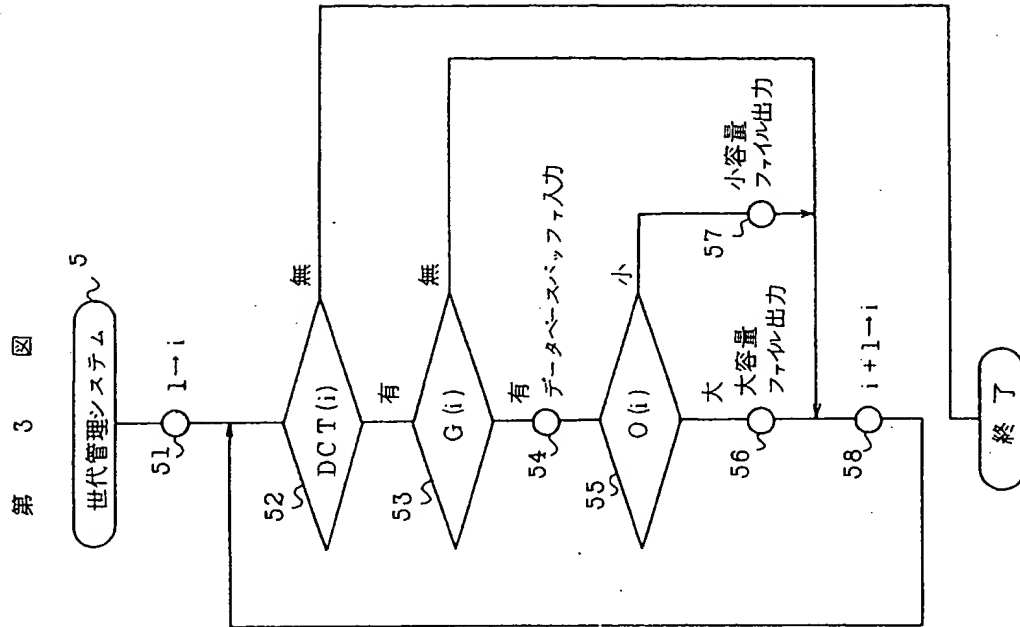 第 3 図
世代管理システム
5
51
1→i
52
DCT(i)
無
有
53
G(i)
無
有
54
データベースバッファ入力
55
O(i)
小
大
56
大容量
ファイル出力
57
小容量
ファイル出力
58
i+1→i
終了